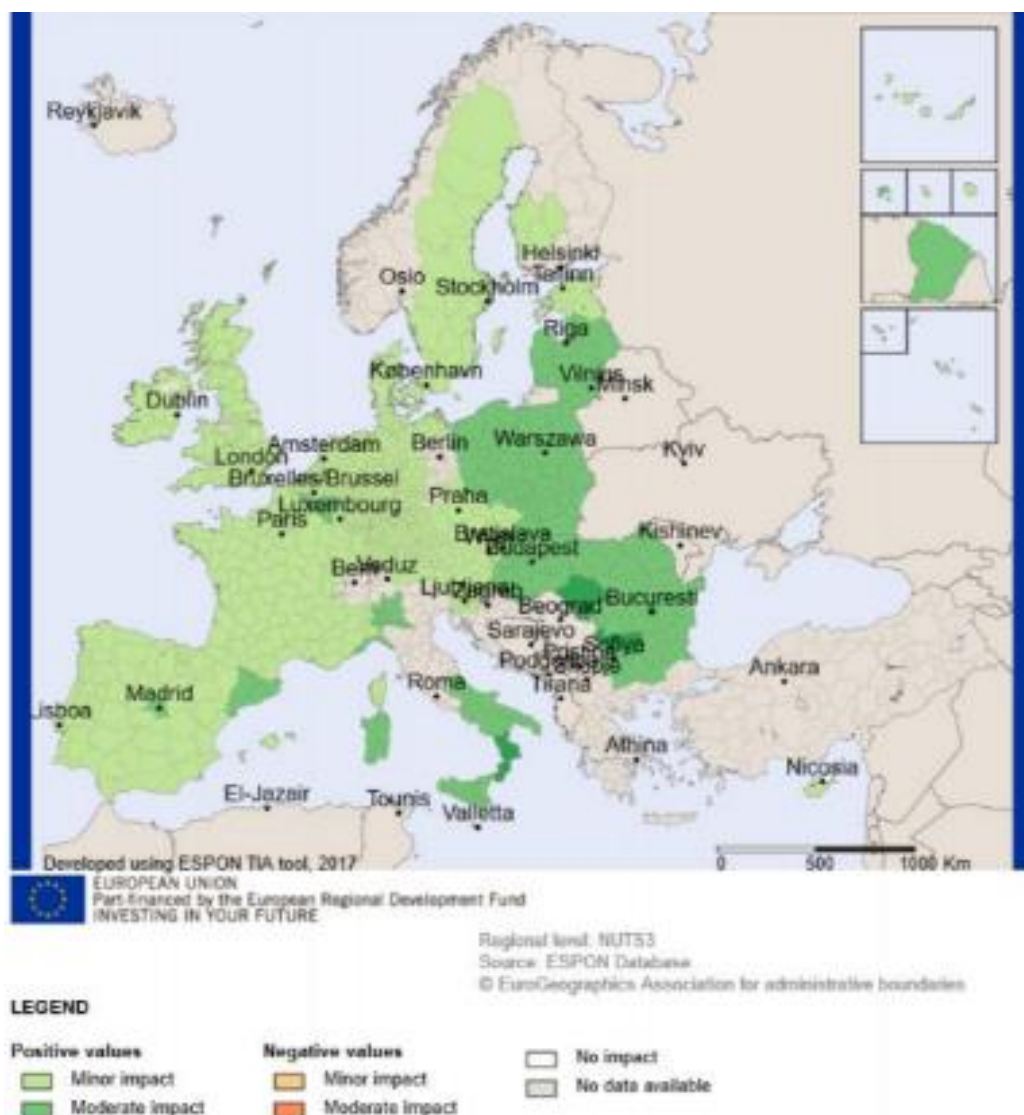 Reykjavik
Helsinki
Tallinn
Oslo
Stockholm
Riga
København
Vilnius
Minsk
Dublin
Amsterdam
Berlin
Warszawa
London
Kyiv
Bruxelles/Brussel
Praha
Luxembourg
Paris
Bratislava
Kishinev
Budapest
Bern
Vaduz
Ljubljana
Zagreb
Beograd
Bucuresti
Sarajevo
Sofiya
Madrid
Roma
Ankara
Tirana
Lisboa
Athina
Nicosia
El-Jazair
Tounis
Valletta
Developed using ESPON TIA tool, 2017
0 500 1000 Km
EUROPEAN UNION
Part-financed by the European Regional Development Fund
INVESTING IN YOUR FUTURE
Regional level: NUTS3
Source: ESPON Database
© EuroGeographics Association for administrative boundaries
LEGEND
Positive values Negative values No impact
Minor impact Minor impact No data available
Moderate impact Moderate impact